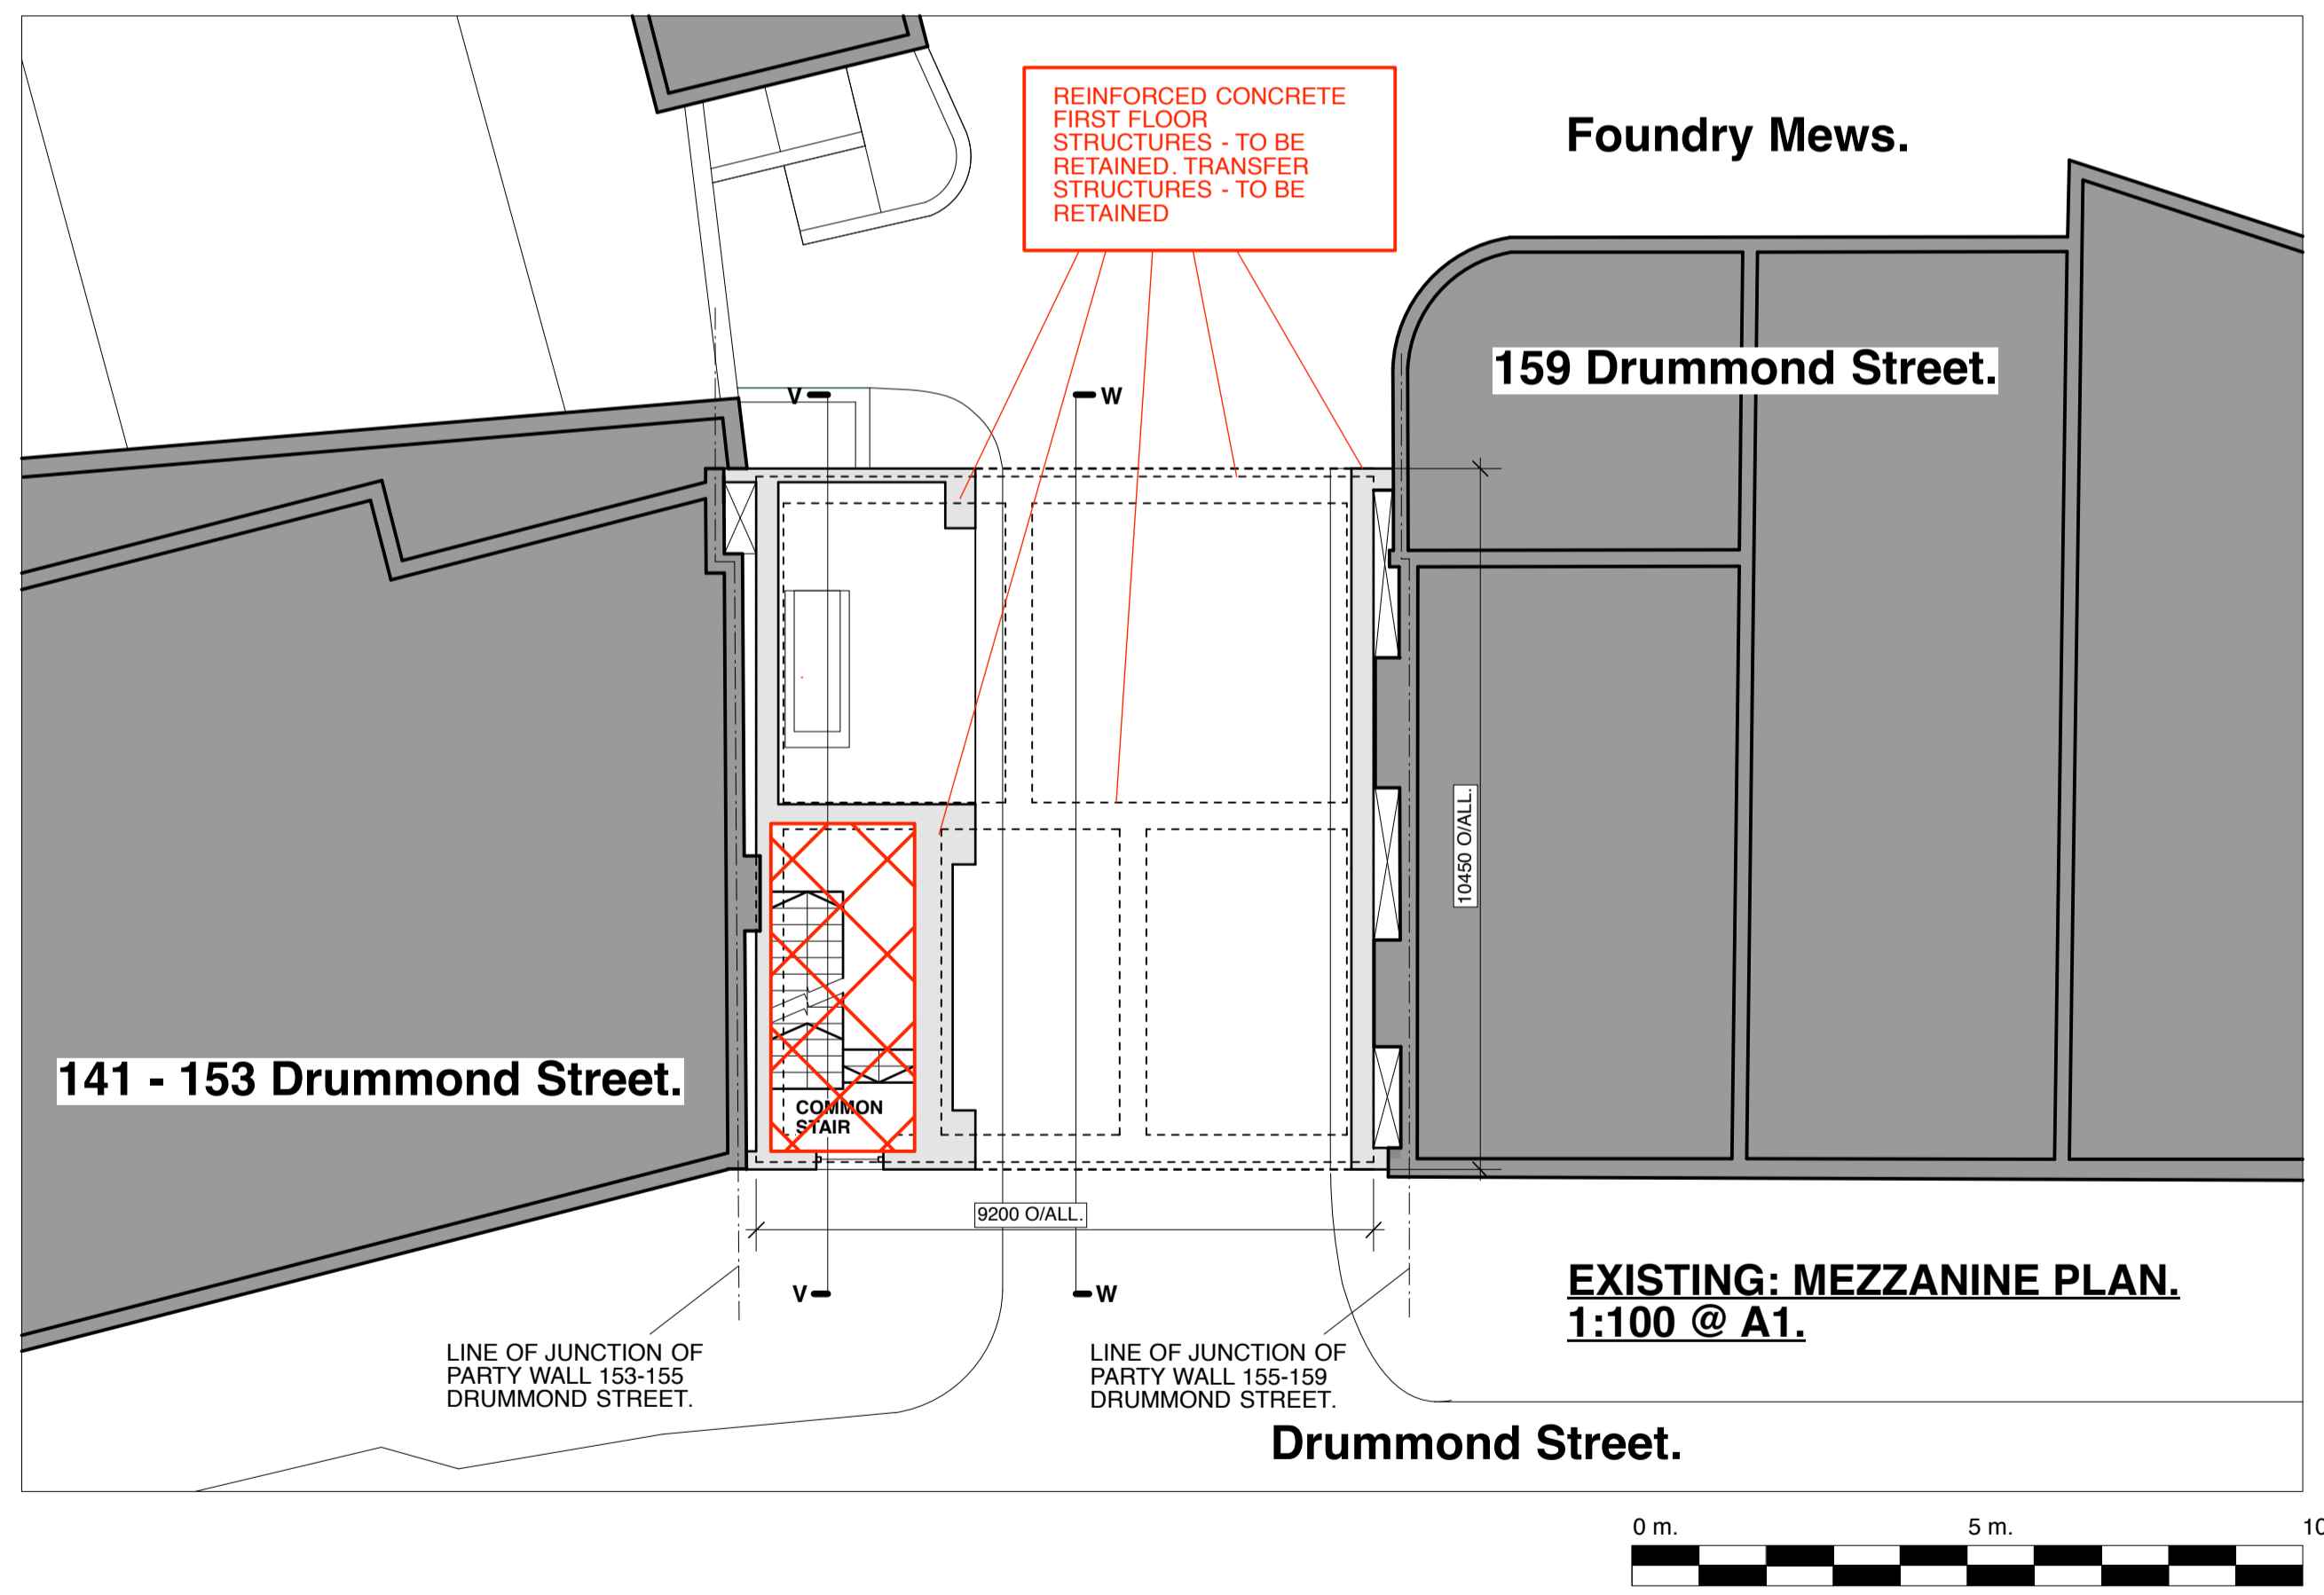 REINFORCED CONCRETE
FIRST FLOOR
STRUCTURES - TO BE
RETAINED. TRANSFER
STRUCTURES - TO BE
RETAINED
Foundry Mews.
159 Drummond Street.
V
W
10450 O/ALL.
141 - 153 Drummond Street.
COMMON
STAIR
9200 O/ALL.
V
W
EXISTING: MEZZANINE PLAN.
1:100 @ A1.
LINE OF JUNCTION OF
PARTY WALL 153-155
DRUMMOND STREET.
LINE OF JUNCTION OF
PARTY WALL 155-159
DRUMMOND STREET.
Drummond Street.
0 m.
5 m.
10